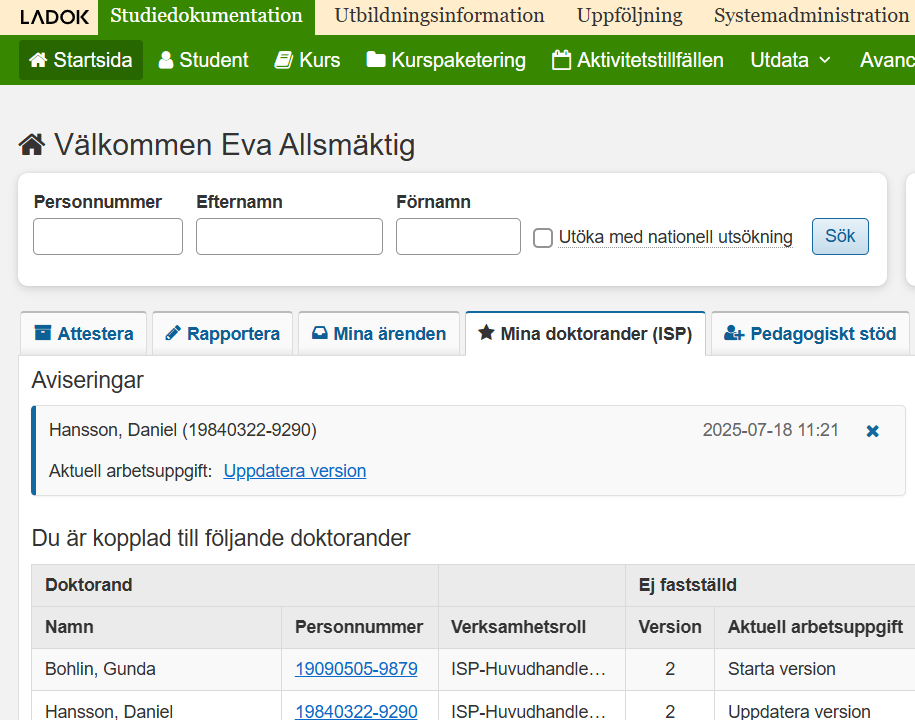 LADOK Studiedokumentation Utbildningsinformation Uppföljning Systemadministration
Startsida Student Kurs Kurspaketering Aktivitetstillfällen Utdata Avanc
Välkommen Eva Allsmäktig
Personnummer Efternamn Förnamn
Utöka med nationell utsökning Sök
Attestera Rapportera Mina ärenden Mina doktorander (ISP) Pedagogiskt stöd
Aviseringar
Hansson, Daniel (19840322-9290) 2025-07-18 11:21
Aktuell arbetsuppgift: Uppdatera version
Du är kopplad till följande doktorander
Doktorand Ej fastställd
Namn Personnummer Verksamhetsroll Version Aktuell arbetsuppgift
Bohlin, Gunda 19090505-9879 ISP-Huvudhandle… 2 Starta version
Hansson, Daniel 19840322-9290 ISP-Huvudhandle… 2 Uppdatera version